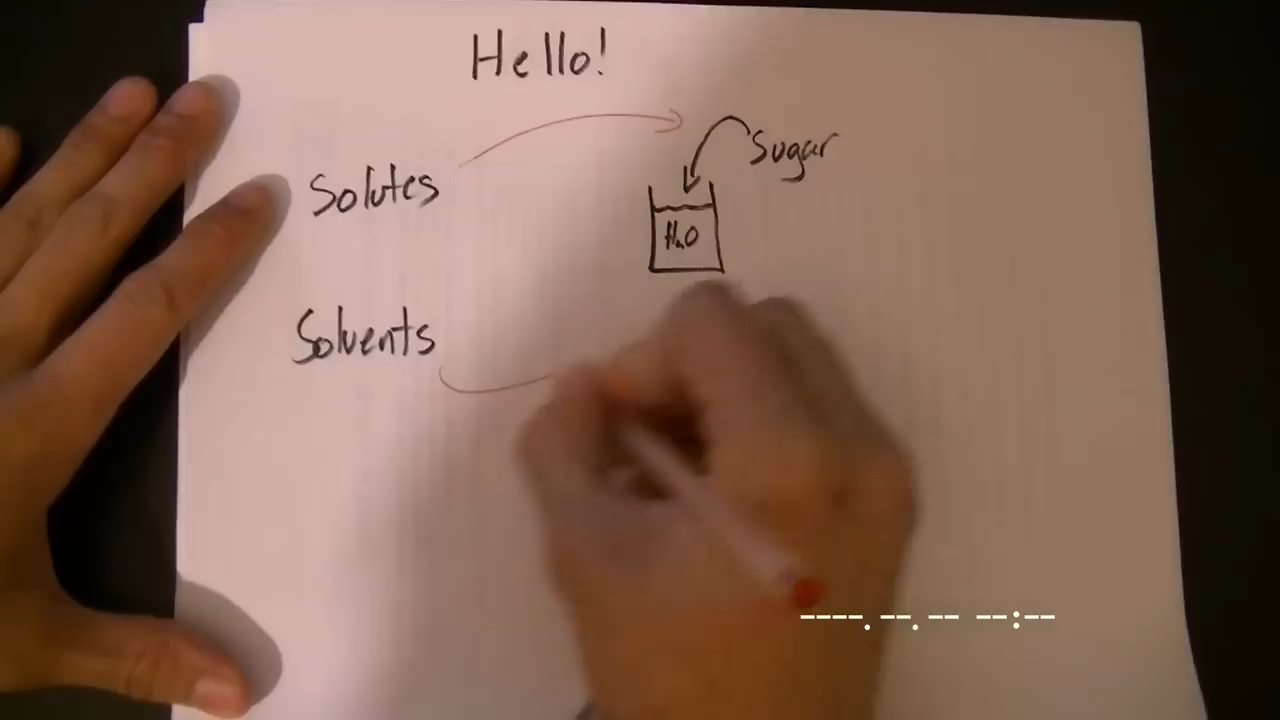 Hello!
Solutes
Sugar
H2O
Solvents
----.--.-- --:--